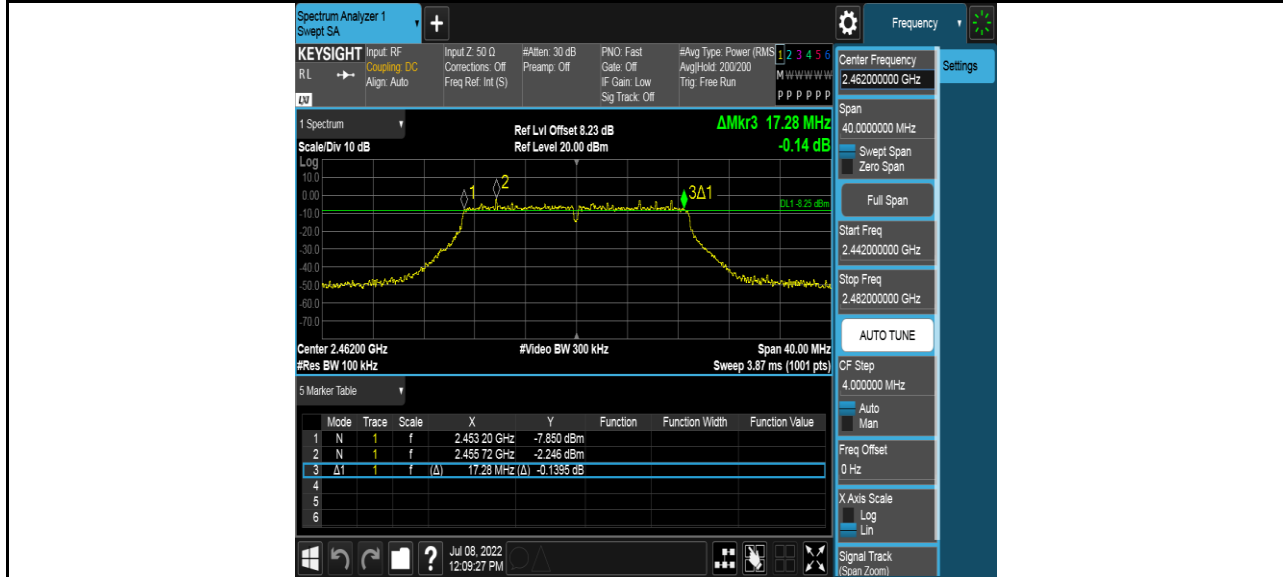 Spectrum Analyzer 1
Swept SA
+
Frequency
KEYSIGHT
RL
LXI
Input: RF
Coupling: DC
Align: Auto
Input Z: 50 Ω
Corrections: Off
Freq Ref: Int (S)
#Atten: 30 dB
Preamp: Off
PNO: Fast
Gate: Off
IF Gain: Low
Sig Track: Off
#Avg Type: Power (RMS
Avg|Hold: 200/200
Trig: Free Run
1 2 3 4 5 6
M W W W W W
P P P P P P
1 Spectrum
Scale/Div 10 dB
Ref Lvl Offset 8.23 dB
Ref Level 20.00 dBm
ΔMkr3 17.28 MHz
-0.14 dB
Log
10.0
0.00
-10.0
-20.0
-30.0
-40.0
-50.0
-60.0
-70.0
1
2
3Δ1
DL1 -8.25 dBm
Center 2.46200 GHz
#Res BW 100 kHz
#Video BW 300 kHz
Span 40.00 MHz
Sweep 3.87 ms (1001 pts)
5 Marker Table
Mode Trace Scale X Y Function Function Width Function Value
1 N 1 f 2.453 20 GHz -7.850 dBm
2 N 1 f 2.455 72 GHz -2.246 dBm
3 Δ1 1 f (Δ) 17.28 MHz (Δ) -0.1395 dB
4
5
6
?
Jul 08, 2022
12:09:27 PM
Center Frequency
2.462000000 GHz
Span
40.0000000 MHz
Swept Span
Zero Span
Full Span
Start Freq
2.442000000 GHz
Stop Freq
2.482000000 GHz
AUTO TUNE
CF Step
4.000000 MHz
Auto
Man
Freq Offset
0 Hz
X Axis Scale
Log
Lin
Signal Track
(Span Zoom)
Settings